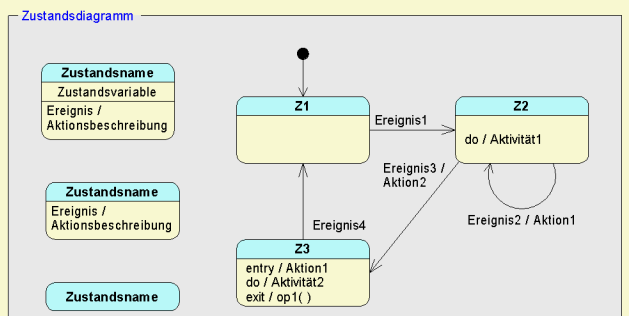 Zustandsdiagramm
Zustandsname
Zustandsvariable
Ereignis /
Aktionsbeschreibung
Zustandsname
Ereignis /
Aktionsbeschreibung
Zustandsname
Z1
Ereignis1
Z2
do / Aktivität1
Ereignis3 /
Aktion2
Ereignis2 / Aktion1
Ereignis4
Z3
entry / Aktion1
do / Aktivität2
exit / op1( )